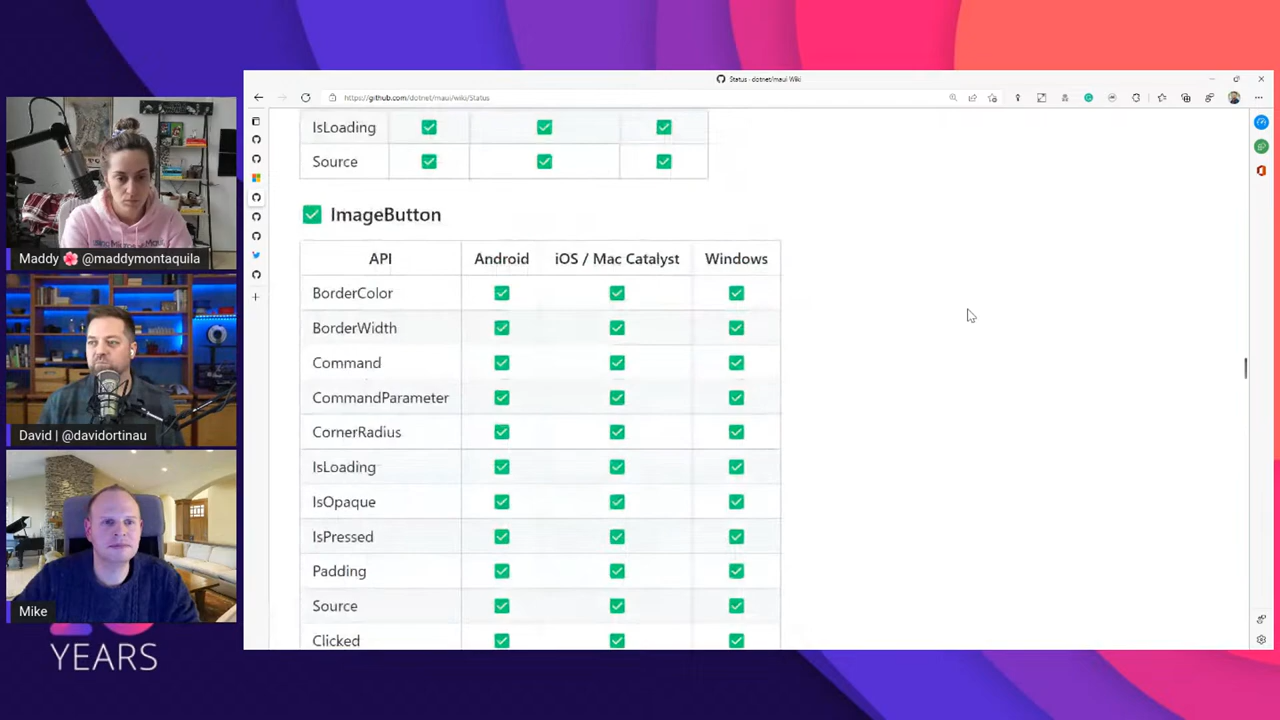 Status · dotnet/maui Wiki
https://github.com/dotnet/maui/wiki/Status
IsLoading ✅ ✅ ✅
Source ✅ ✅ ✅
✅ ImageButton
API Android iOS / Mac Catalyst Windows
BorderColor ✅ ✅ ✅
BorderWidth ✅ ✅ ✅
Command ✅ ✅ ✅
CommandParameter ✅ ✅ ✅
CornerRadius ✅ ✅ ✅
IsLoading ✅ ✅ ✅
IsOpaque ✅ ✅ ✅
IsPressed ✅ ✅ ✅
Padding ✅ ✅ ✅
Source ✅ ✅ ✅
Clicked ✅ ✅ ✅
Maddy 🌺 @maddymontaquila
David | @davidortinau
Mike
YEARS